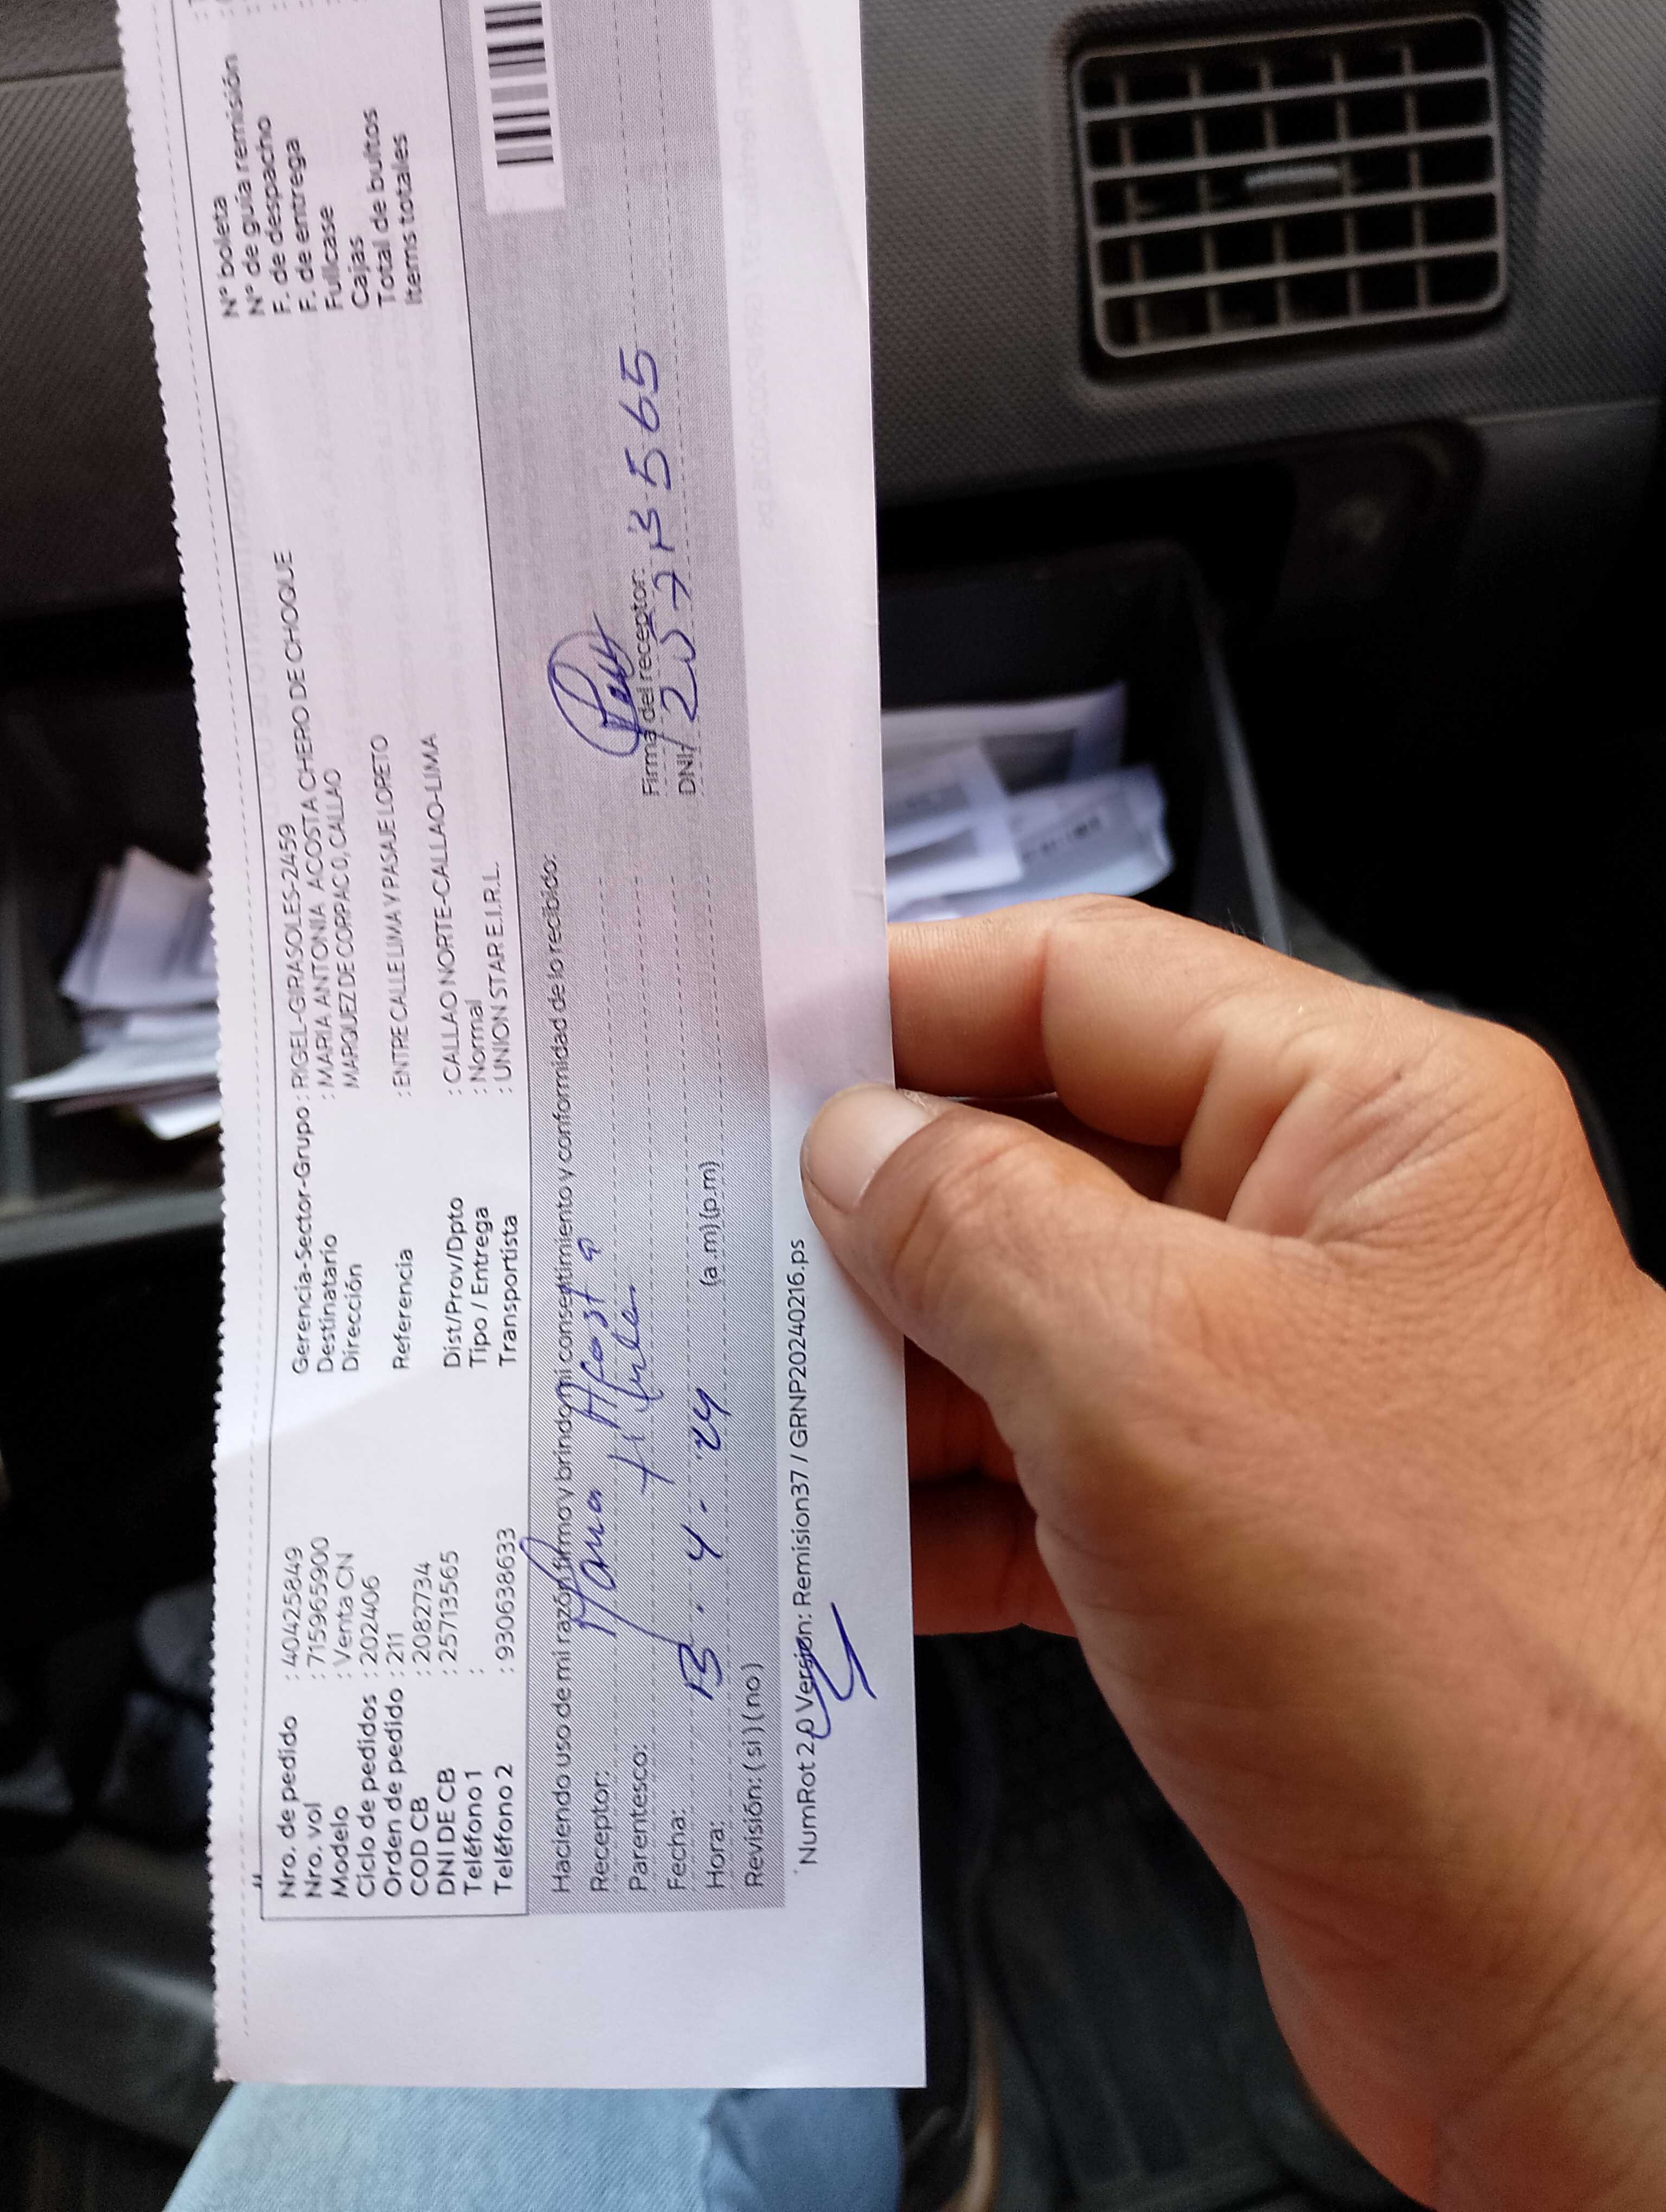 Nro. de pedido : 404258849
Nro. vol : 715965900
Modelo : Venta CN
Ciclo de pedidos : 202406
Orden de pedido : 211
COD CB : 2082734
DNI DE CB : 25713565
Teléfono 1 :
Teléfono 2 : 930638633
Gerencia-Sector-Grupo : RIGEL-GIRASOLES-2459
Destinatario : MARIA ANTONIA ACOSTA CHERO DE CHOQUE
Dirección MARQUEZ DE CORPAC 0, CALLAO
Referencia : ENTRE CALLE LIMA Y PASAJE LORETO
Dist/Prov/Dpto : CALLAO NORTE-CALLAO-LIMA
Tipo / Entrega : Normal
Transportista : UNION STAR E.I.R.L.
N° boleta
N° de guía remisión
F. de despacho
F. de entrega
Fullcase
Cajas
Total de bultos
Items totales
Haciendo uso de mi razón firmo y brindo mi consentimiento y conformidad de lo recibido:
Receptor: Maria Acosta
Parentesco: titular
Fecha: 13. 4. 24
Hora: (a.m) (p.m)
Revisión: ( si ) ( no )
Firma del receptor:
DNI: 25713565
NumRot 2.0 Version: Remision37 / GRNP20240216.ps